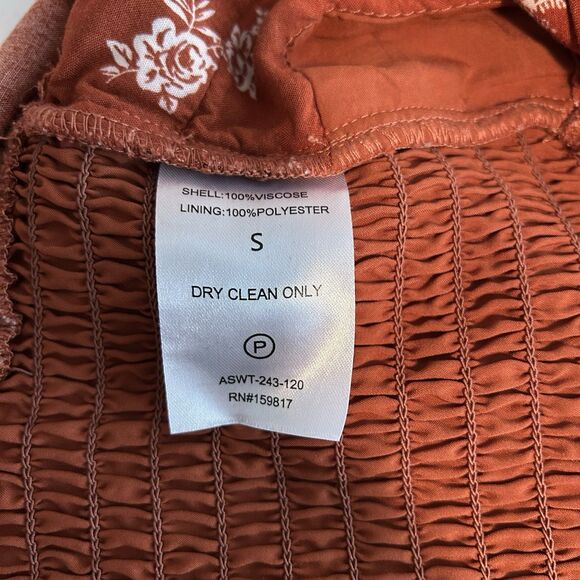 SHELL:100%VISCOSE
LINING:100%POLYESTER
S
DRY CLEAN ONLY
P
ASWT-243-120
RN#159817